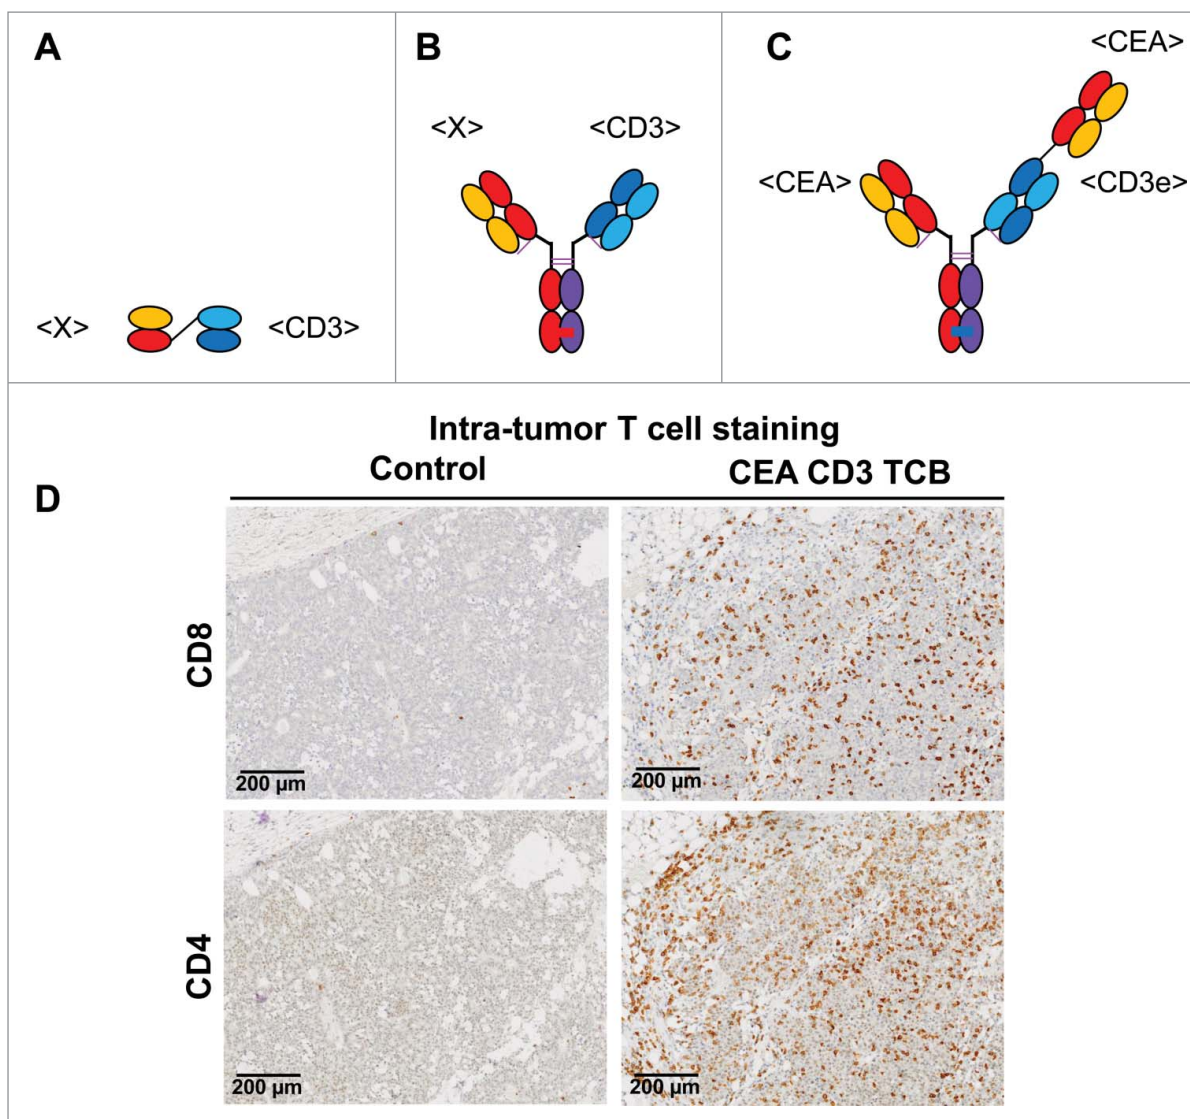 A
<X>
<CD3>
B
<X>
<CD3>
C
<CEA>
<CEA>
<CD3e>
D
Intra-tumor T cell staining
Control
CEA CD3 TCB
CD8
200 µm
200 µm
CD4
200 µm
200 µm